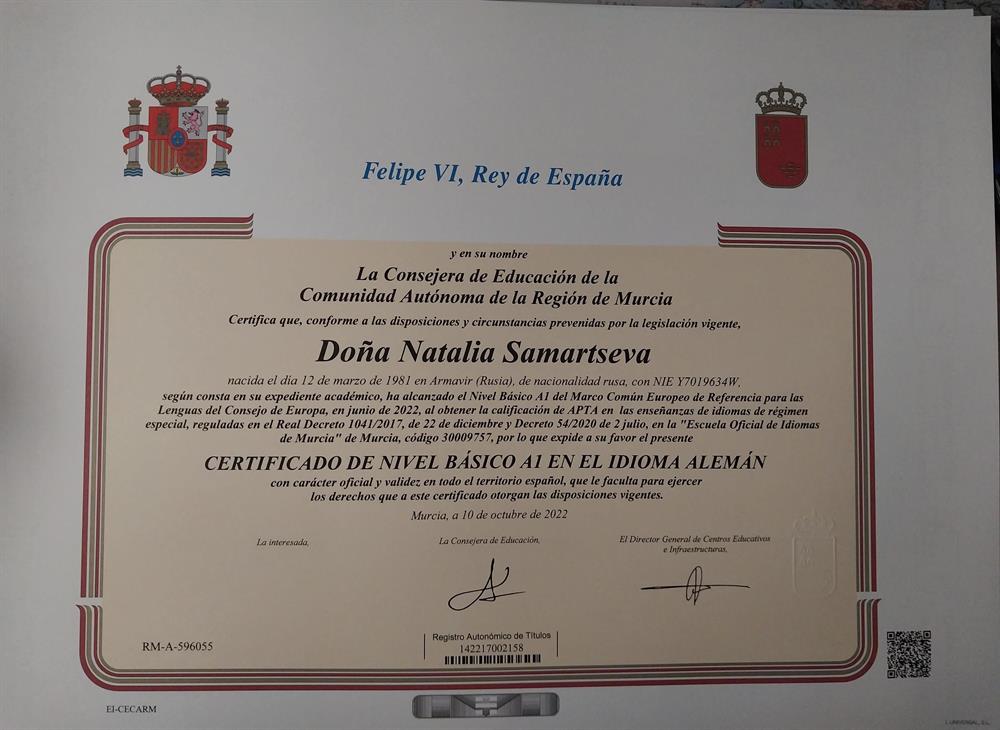 Felipe VI, Rey de España
y en su nombre
La Consejera de Educación de la
Comunidad Autónoma de la Región de Murcia
Certifica que, conforme a las disposiciones y circunstancias prevenidas por la legislación vigente,
Doña Natalia Samartseva
nacida el día 12 de marzo de 1981 en Armavir (Rusia), de nacionalidad rusa, con NIE Y7019634W,
según consta en su expediente académico, ha alcanzado el Nivel Básico A1 del Marco Común Europeo de Referencia para las
Lenguas del Consejo de Europa, en junio de 2022, al obtener la calificación de APTA en las enseñanzas de idiomas de régimen
especial, reguladas en el Real Decreto 1041/2017, de 22 de diciembre y Decreto 54/2020 de 2 julio, en la "Escuela Oficial de Idiomas
de Murcia" de Murcia, código 30009757, por lo que expide a su favor el presente
CERTIFICADO DE NIVEL BÁSICO A1 EN EL IDIOMA ALEMÁN
con carácter oficial y validez en todo el territorio español, que le faculta para ejercer
los derechos que a este certificado otorgan las disposiciones vigentes.
Murcia, a 10 de octubre de 2022
La interesada,
La Consejera de Educación,
El Director General de Centros Educativos
e Infraestructuras,
RM-A-596055
Registro Autonómico de Títulos
142217002158
EI-CECARM
I. UNIVERSAL, S.L.